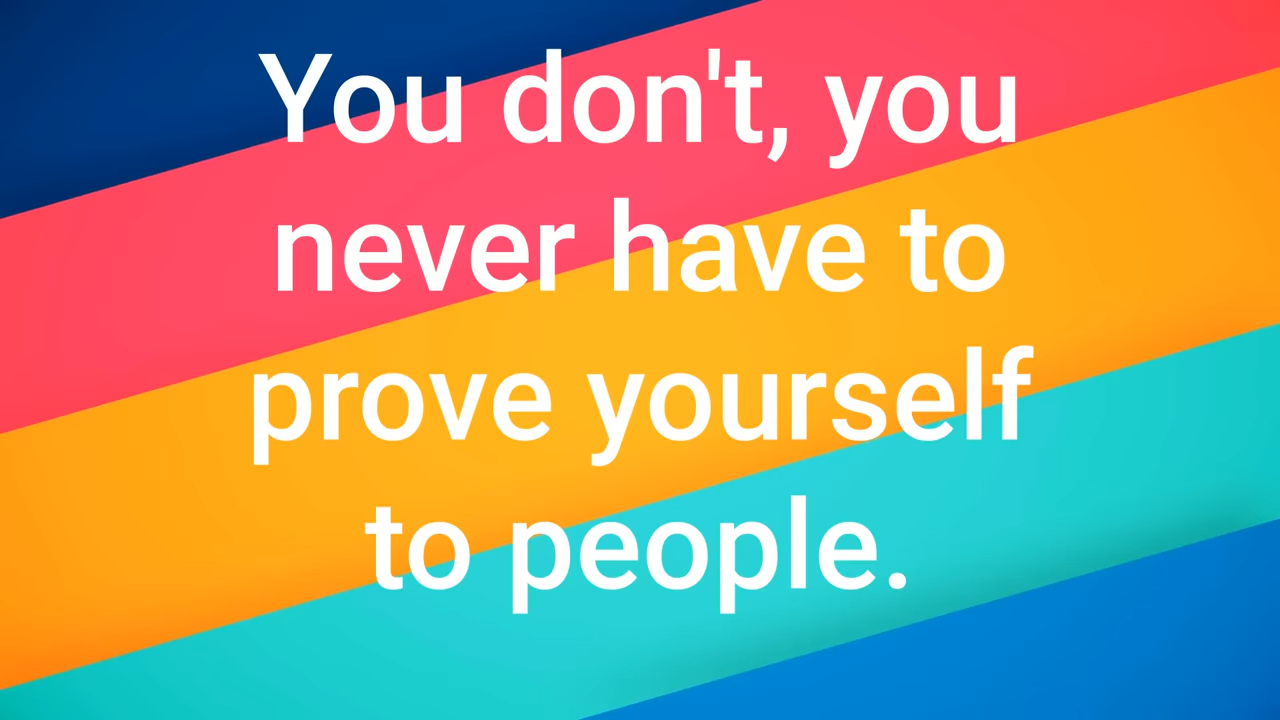 You don't, you
never have to
prove yourself
to people.